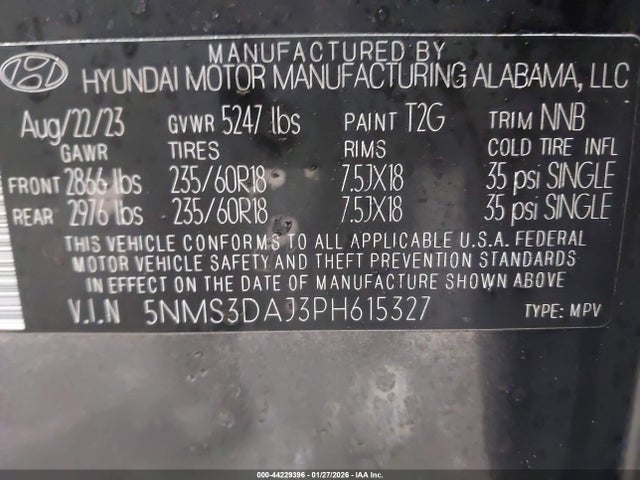 MANUFACTURED BY
HYUNDAI MOTOR MANUFACTURING ALABAMA, LLC
Aug/22/23 GVWR 5247 lbs PAINT T2G TRIM NNB
GAWR TIRES RIMS COLD TIRE INFL
FRONT 2866 lbs 235/60R18 7.5JX18 35 psi SINGLE
REAR 2976 lbs 235/60R18 7.5JX18 35 psi SINGLE
THIS VEHICLE CONFORMS TO ALL APPLICABLE U.S.A. FEDERAL
MOTOR VEHICLE SAFETY AND THEFT PREVENTION STANDARDS
IN EFFECT ON THE DATE OF MANUFACTURE SHOWN ABOVE
V.I.N 5NMS3DAJ3PH615327 TYPE: MPV
000-44229396 - 01/27/2026 - IAA Inc.